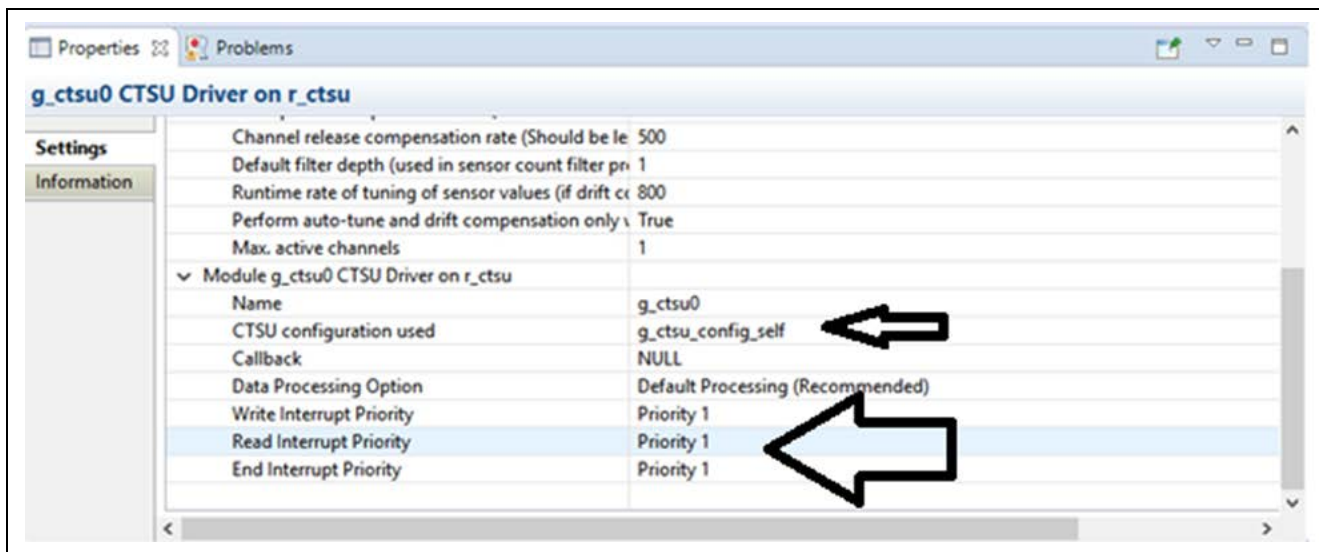 Properties Problems
g_ctsu0 CTSU Driver on r_ctsu
Settings
Information
Channel release compensation rate (Should be le 500
Default filter depth (used in sensor count filter pr 1
Runtime rate of tuning of sensor values (if drift cc 800
Perform auto-tune and drift compensation only v True
Max. active channels 1
Module g_ctsu0 CTSU Driver on r_ctsu
Name g_ctsu0
CTSU configuration used g_ctsu_config_self
Callback NULL
Data Processing Option Default Processing (Recommended)
Write Interrupt Priority Priority 1
Read Interrupt Priority Priority 1
End Interrupt Priority Priority 1